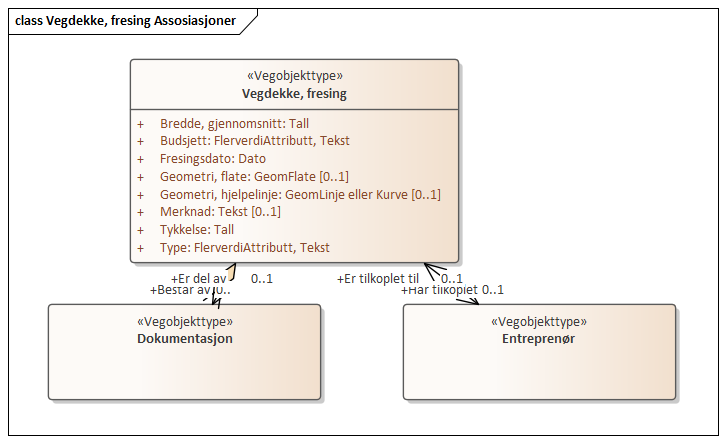 class Vegdekke, fresing Assosiasjoner
«Vegobjekttype»
Vegdekke, fresing
+ Bredde, gjennomsnitt: Tall
+ Budsjett: FlerverdiAttributt, Tekst
+ Fresingsdato: Dato
+ Geometri, flate: GeomFlate [0..1]
+ Geometri, hjelpelinje: GeomLinje eller Kurve [0..1]
+ Merknad: Tekst [0..1]
+ Tykkelse: Tall
+ Type: FlerverdiAttributt, Tekst
+Er del av 0..1 +Er tilkoplet til 0..1
+Består av 0.. +Har tilkoplet 0..1
«Vegobjekttype»
Dokumentasjon
«Vegobjekttype»
Entreprenør